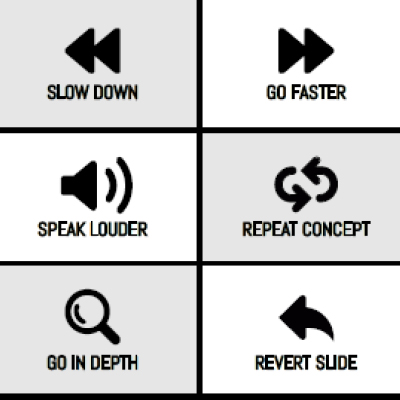 SLOW DOWN
GO FASTER
SPEAK LOUDER
REPEAT CONCEPT
GO IN DEPTH
REVERT SLIDE